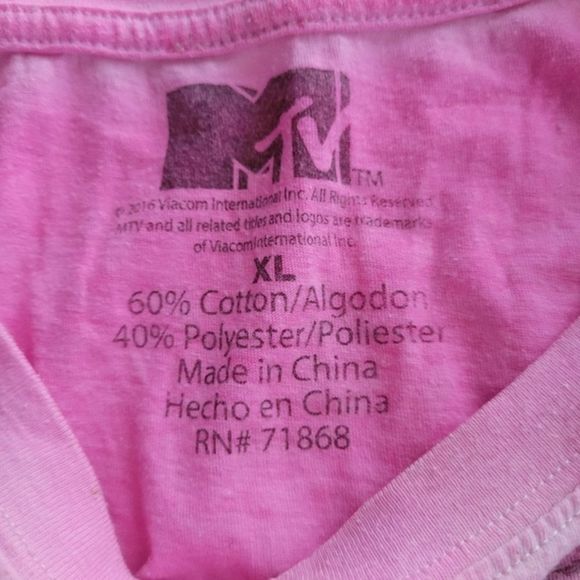 MTV TM
© 2016 Viacom International Inc. All Rights Reserved
MTV and all related titles and logos are trademarks
of Viacom International Inc.
XL
60% Cotton/Algodon
40% Polyester/Poliester
Made in China
Hecho en China
RN# 71868